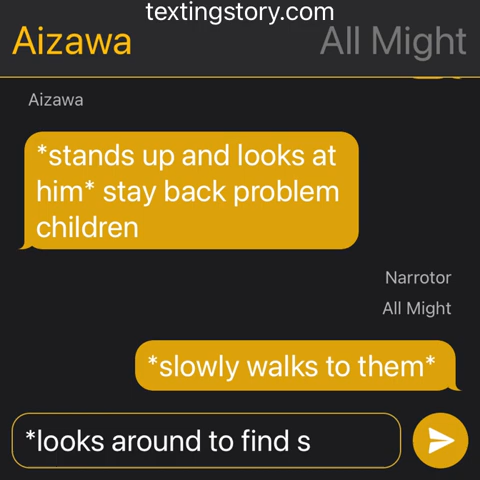 textingstory.com
Aizawa All Might
Aizawa
*stands up and looks at
him* stay back problem
children
Narrotor
All Might
*slowly walks to them*
*looks around to find s